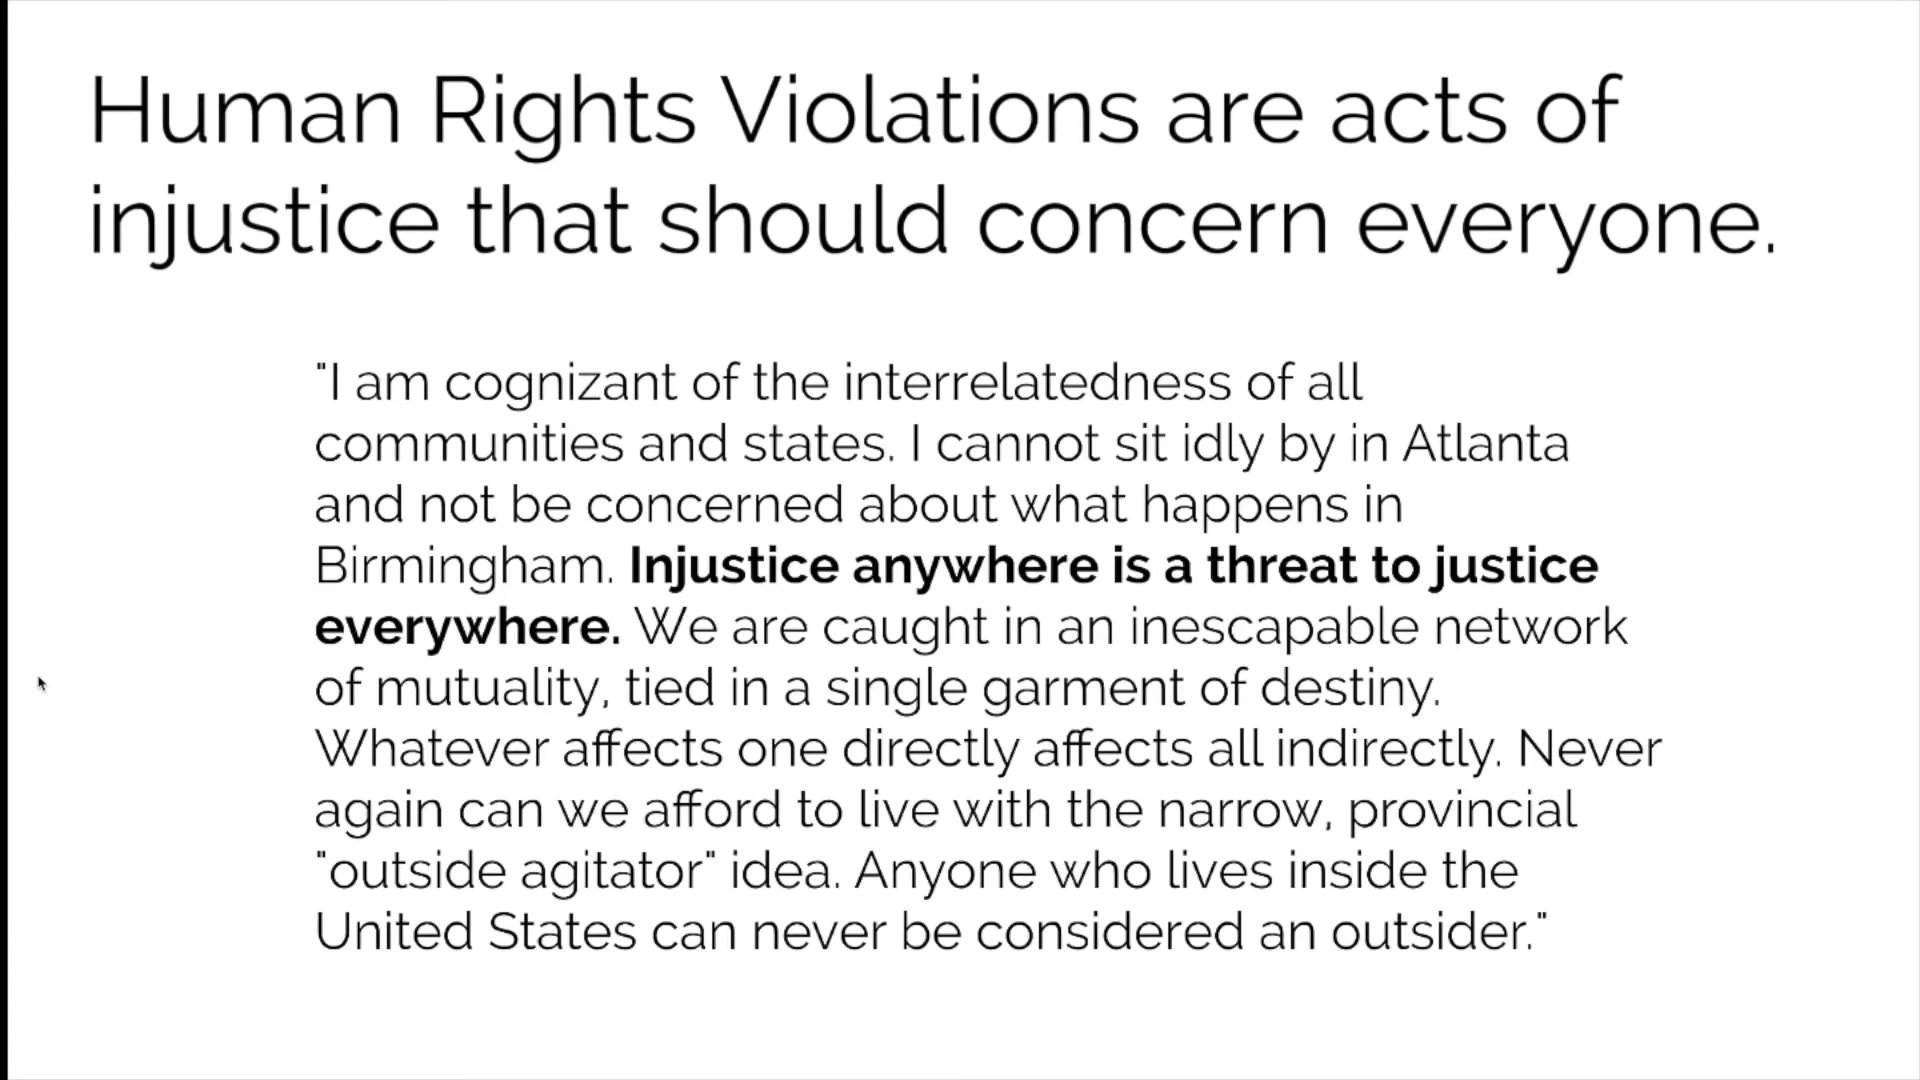 Human Rights Violations are acts of
injustice that should concern everyone.
"I am cognizant of the interrelatedness of all
communities and states. I cannot sit idly by in Atlanta
and not be concerned about what happens in
Birmingham. Injustice anywhere is a threat to justice
everywhere. We are caught in an inescapable network
of mutuality, tied in a single garment of destiny.
Whatever affects one directly affects all indirectly. Never
again can we afford to live with the narrow, provincial
"outside agitator" idea. Anyone who lives inside the
United States can never be considered an outsider."